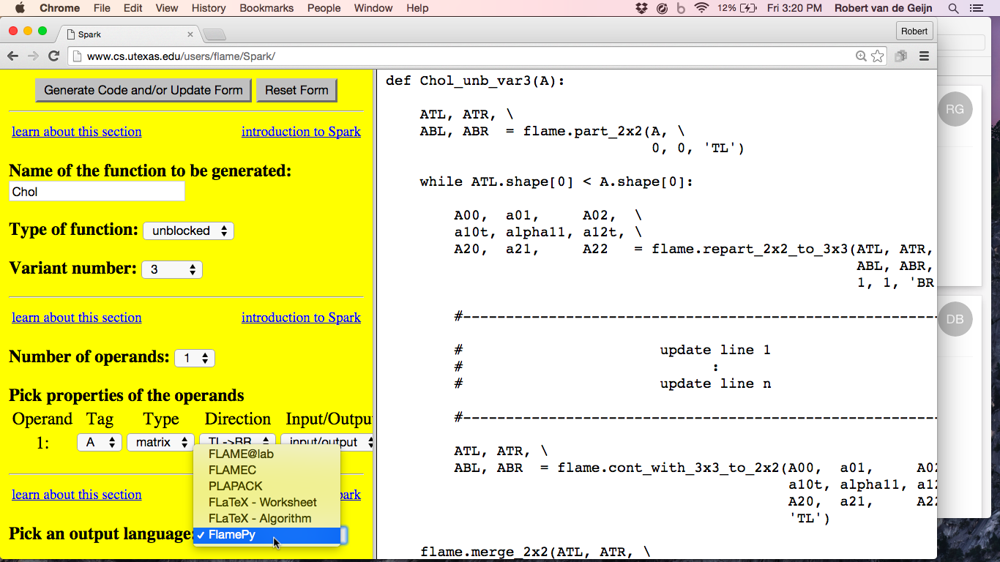 Chrome File Edit View History Bookmarks People Window Help 12% Fri 3:20 PM Robert van de Geijn
Spark
Robert
www.cs.utexas.edu/users/flame/Spark/
Generate Code and/or Update Form Reset Form
learn about this section introduction to Spark
Name of the function to be generated:
Chol
Type of function: unblocked
Variant number: 3
learn about this section introduction to Spark
Number of operands: 1
Pick properties of the operands
Operand Tag Type Direction Input/Outpu
1: A matrix TL->BR input/output
learn about this section park
Pick an output language:
FLAME@lab
FLAMEC
PLAPACK
FLaTeX - Worksheet
FLaTeX - Algorithm
✓ FlamePy
def Chol_unb_var3(A):
ATL, ATR, \
ABL, ABR = flame.part_2x2(A, \
0, 0, 'TL')
while ATL.shape[0] < A.shape[0]:
A00, a01, A02, \
a10t, alpha11, a12t, \
A20, a21, A22 = flame.repart_2x2_to_3x3(ATL, ATR,
ABL, ABR,
1, 1, 'BR
#------------------------------------------------------------
# update line 1
# :
# update line n
#------------------------------------------------------------
ATL, ATR, \
ABL, ABR = flame.cont_with_3x3_to_2x2(A00, a01, A02
a10t, alpha11, a12
A20, a21, A22
'TL')
flame.merge_2x2(ATL, ATR, \
RG
DB